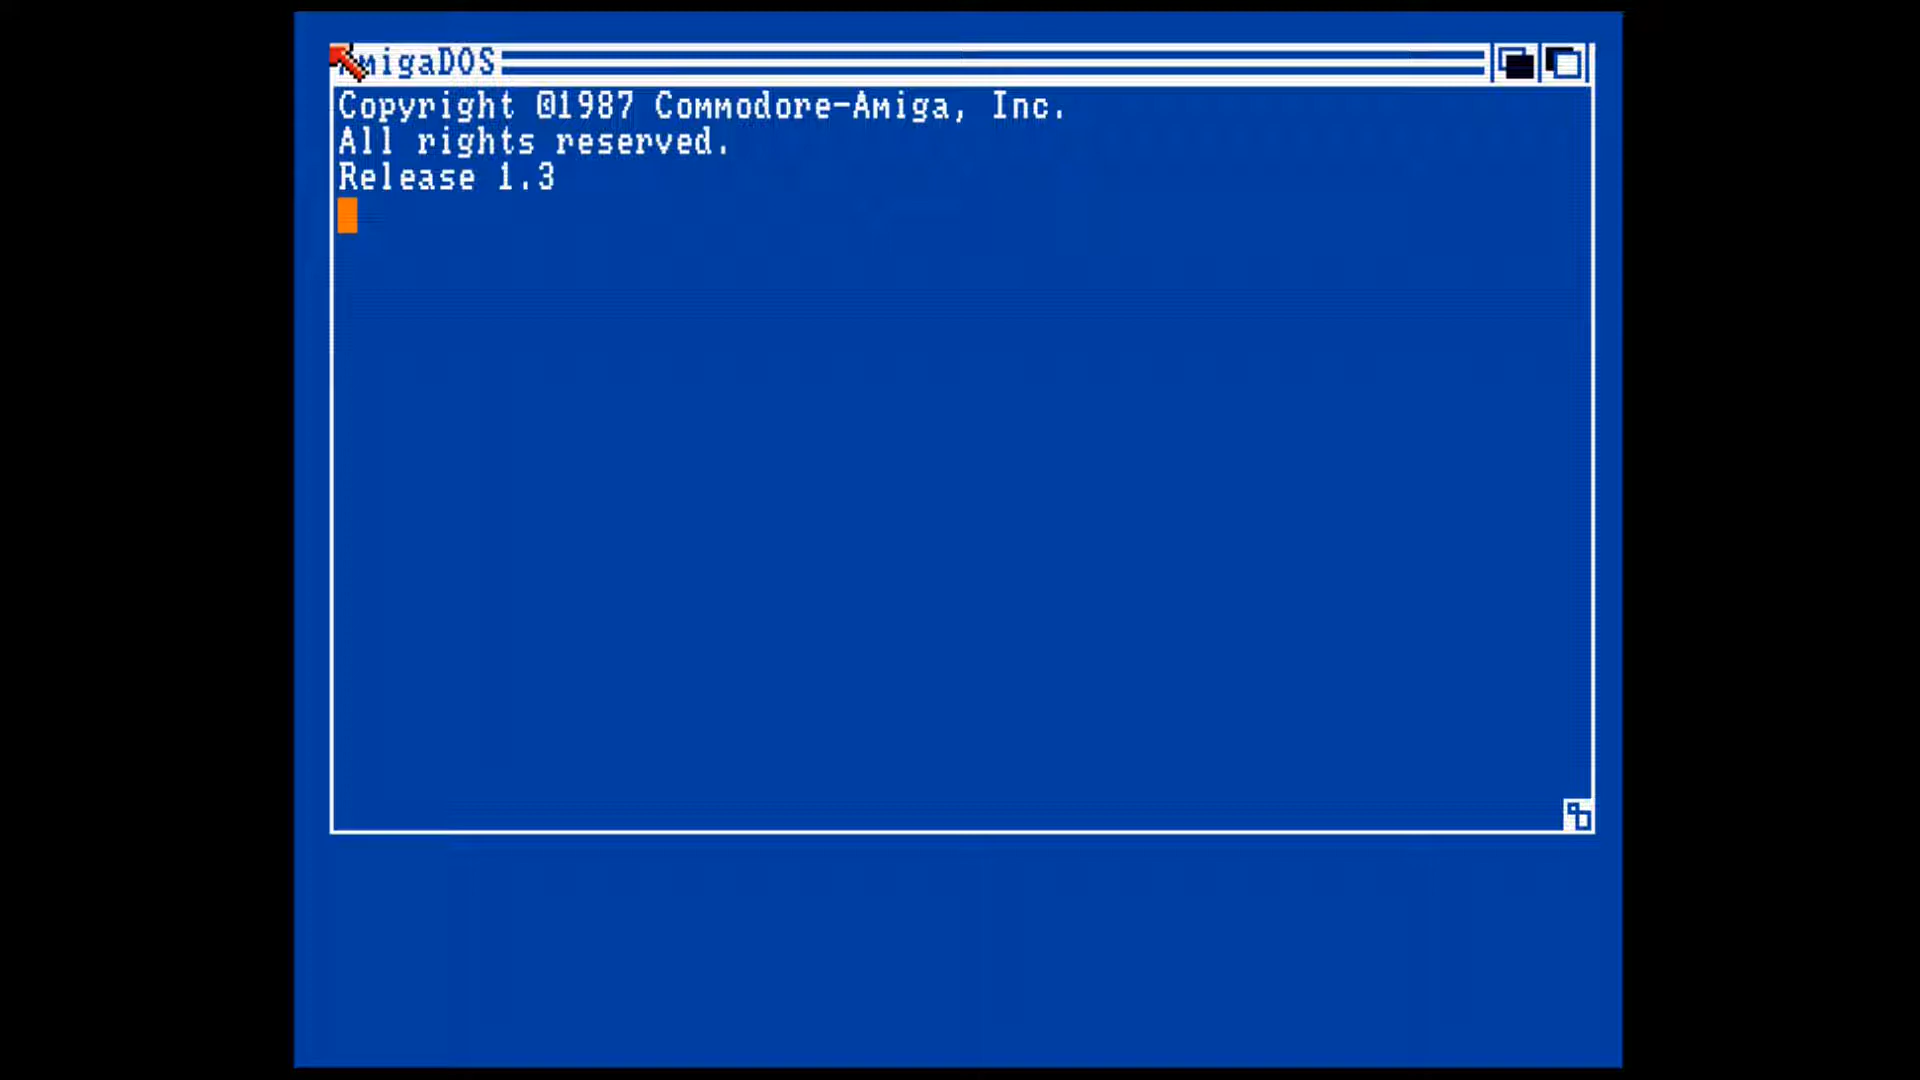 AmigaDOS
Copyright ©1987 Commodore-Amiga, Inc.
All rights reserved.
Release 1.3